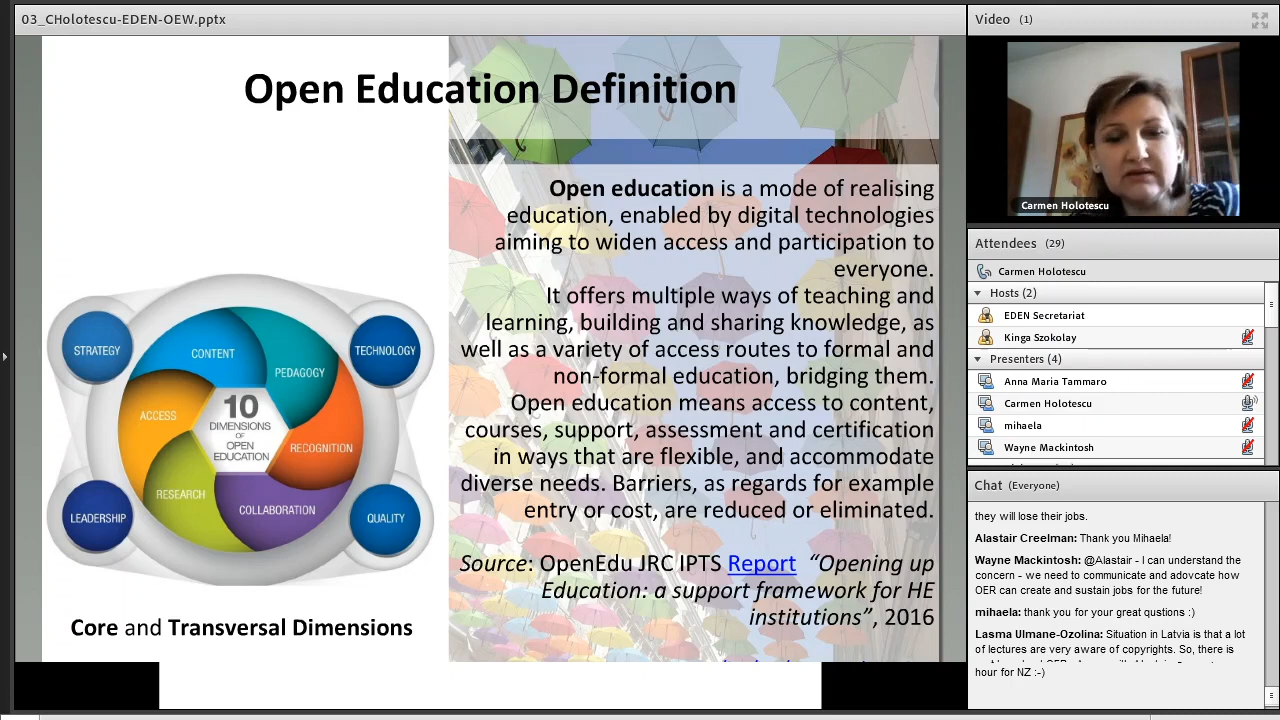 03_CHolotescu-EDEN-OEW.pptx
Open Education Definition
Open education is a mode of realising
education, enabled by digital technologies
aiming to widen access and participation to
everyone.
It offers multiple ways of teaching and
learning, building and sharing knowledge, as
well as a variety of access routes to formal and
non-formal education, bridging them.
Open education means access to content,
courses, support, assessment and certification
in ways that are flexible, and accommodate
diverse needs. Barriers, as regards for example
entry or cost, are reduced or eliminated.
Source: OpenEdu JRC IPTS Report “Opening up
Education: a support framework for HE
institutions”, 2016
STRATEGY
TECHNOLOGY
CONTENT
PEDAGOGY
ACCESS
10
DIMENSIONS
OF
OPEN
EDUCATION
RECOGNITION
RESEARCH
COLLABORATION
LEADERSHIP
QUALITY
Core and Transversal Dimensions
Video (1)
Carmen Holotescu
Attendees (29)
Carmen Holotescu
Hosts (2)
EDEN Secretariat
Kinga Szokolay
Presenters (4)
Anna Maria Tammaro
Carmen Holotescu
mihaela
Wayne Mackintosh
Chat (Everyone)
they will lose their jobs.
Alastair Creelman: Thank you Mihaela!
Wayne Mackintosh: @Alastair - I can understand the
concern - we need to communicate and adovcate how
OER can create and sustain jobs for the future!
mihaela: thank you for your great qustions :)
Lasma Ulmane-Ozolina: Situation in Latvia is that a lot
of lectures are very aware of copyrights. So, there is
hour for NZ :-)